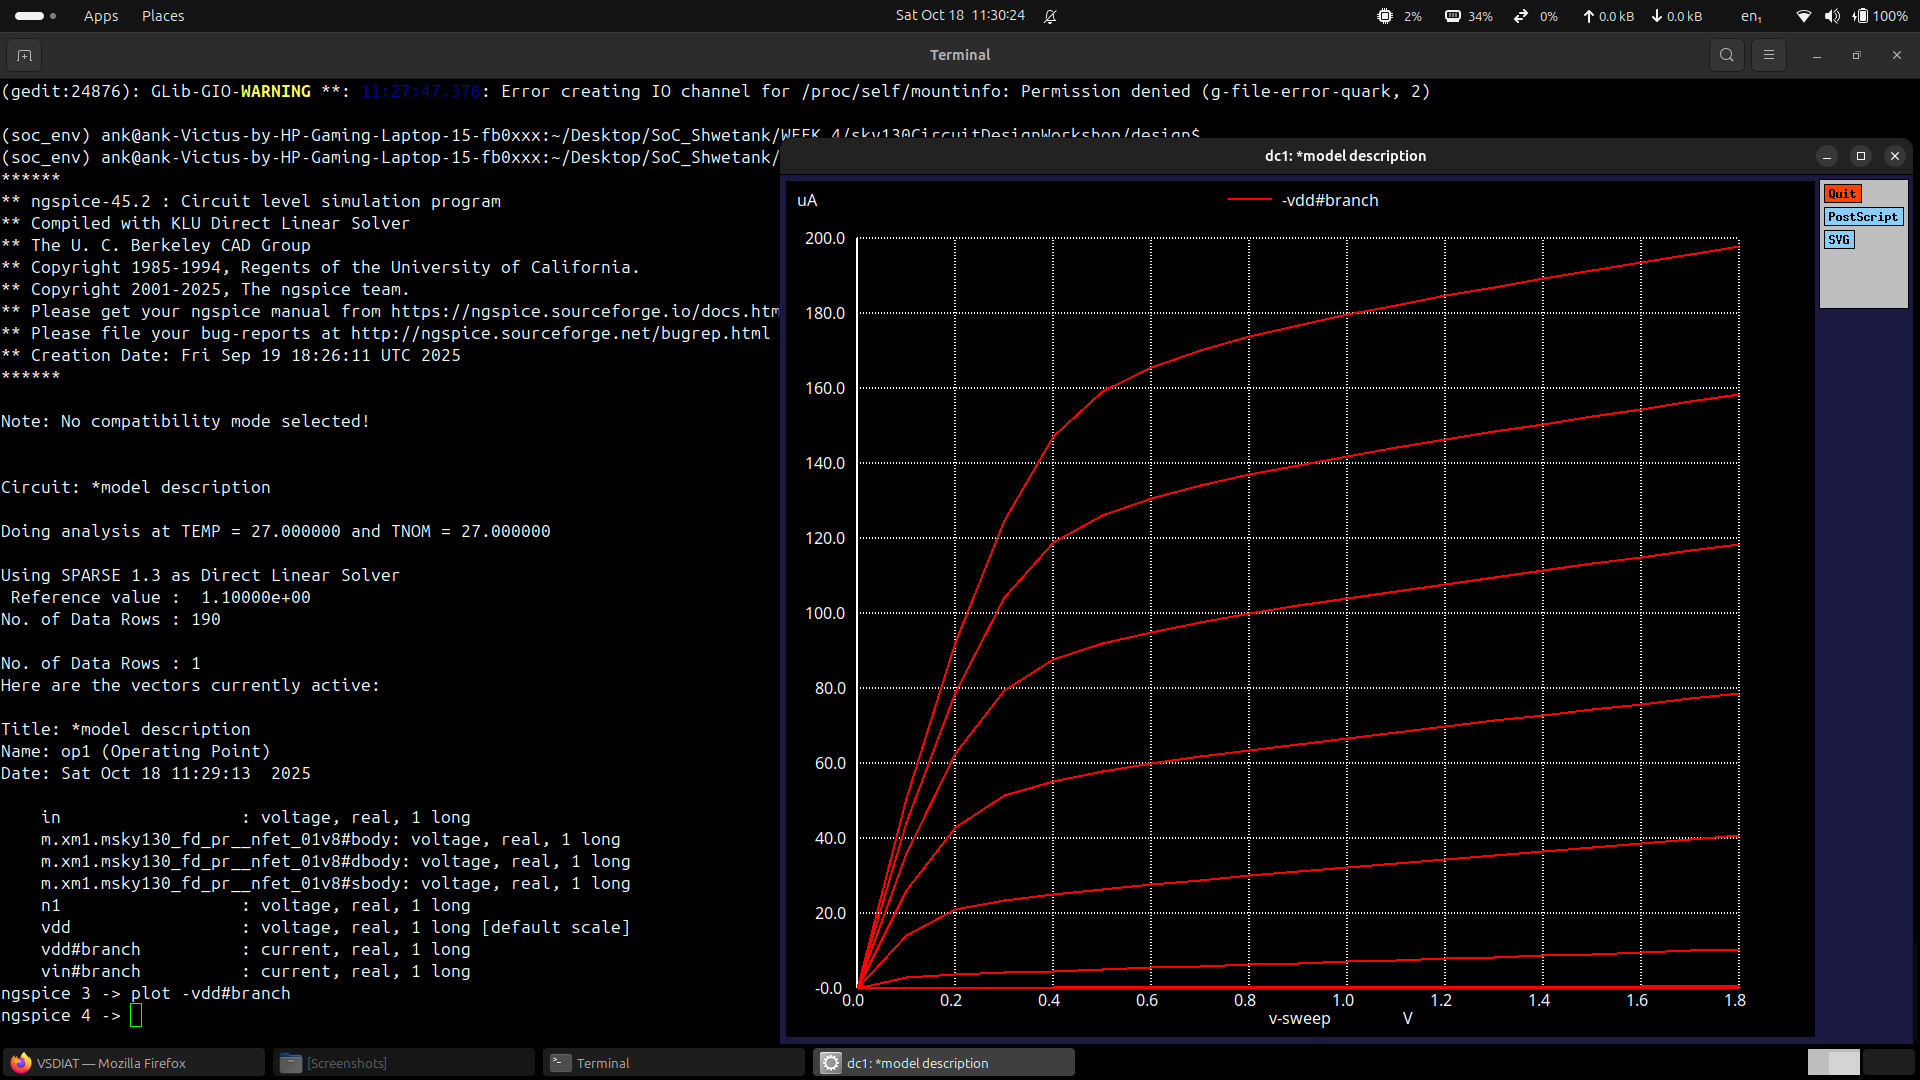 Apps Places Sat Oct 18 11:30:24 2% 34% 0% 0.0 kB 0.0 kB en₁ 100%
Terminal
(gedit:24876): GLib-GIO-WARNING **: 11:27:47.376: Error creating IO channel for /proc/self/mountinfo: Permission denied (g-file-error-quark, 2)
(soc_env) ank@ank-Victus-by-HP-Gaming-Laptop-15-fb0xxx:~/Desktop/SoC_Shwetank/WEEK_4/sky130CircuitDesignWorkshop/design$
(soc_env) ank@ank-Victus-by-HP-Gaming-Laptop-15-fb0xxx:~/Desktop/SoC_Shwetank/
******
** ngspice-45.2 : Circuit level simulation program
** Compiled with KLU Direct Linear Solver
** The U. C. Berkeley CAD Group
** Copyright 1985-1994, Regents of the University of California.
** Copyright 2001-2025, The ngspice team.
** Please get your ngspice manual from https://ngspice.sourceforge.io/docs.htm
** Please file your bug-reports at http://ngspice.sourceforge.net/bugrep.html
** Creation Date: Fri Sep 19 18:26:11 UTC 2025
******
Note: No compatibility mode selected!
Circuit: *model description
Doing analysis at TEMP = 27.000000 and TNOM = 27.000000
Using SPARSE 1.3 as Direct Linear Solver
Reference value : 1.10000e+00
No. of Data Rows : 190
No. of Data Rows : 1
Here are the vectors currently active:
Title: *model description
Name: op1 (Operating Point)
Date: Sat Oct 18 11:29:13 2025
in : voltage, real, 1 long
m.xm1.msky130_fd_pr__nfet_01v8#body: voltage, real, 1 long
m.xm1.msky130_fd_pr__nfet_01v8#dbody: voltage, real, 1 long
m.xm1.msky130_fd_pr__nfet_01v8#sbody: voltage, real, 1 long
n1 : voltage, real, 1 long
vdd : voltage, real, 1 long [default scale]
vdd#branch : current, real, 1 long
vin#branch : current, real, 1 long
ngspice 3 -> plot -vdd#branch
ngspice 4 ->
dc1: *model description
Quit
PostScript
SVG
uA
-vdd#branch
200.0
180.0
160.0
140.0
120.0
100.0
80.0
60.0
40.0
20.0
-0.0
0.0 0.2 0.4 0.6 0.8 1.0 1.2 1.4 1.6 1.8
v-sweep V
VSDIAT — Mozilla Firefox [Screenshots] Terminal dc1: *model description